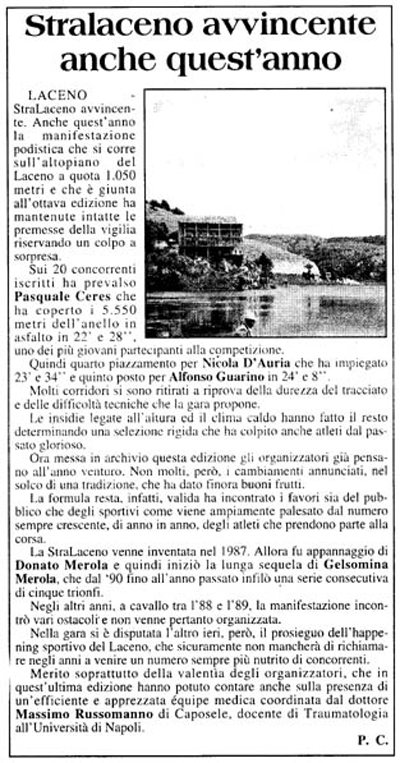 Stralaceno avvincente
anche quest'anno
LACENO -
StraLaceno avvincen-
te. Anche quest'anno
la manifestazione
podistica che si corre
sull'altopiano del
Laceno a quota 1.050
metri e che è giunta
all'ottava edizione ha
mantenute intatte le
premesse della vigilia
riservando un colpo a
sorpresa.
Sui 20 concorrenti
iscritti ha prevalso
Pasquale Ceres che
ha coperto i 5.550
metri dell'anello in
asfalto in 22' e 28'',
uno dei più giovani partecipanti alla competizione.
Quindi quarto piazzamento per Nicola D'Auria che ha impiegato
23' e 34'' e quinto posto per Alfonso Guarino in 24' e 8''.
Molti corridori si sono ritirati a riprova della durezza del tracciato
e delle difficoltà tecniche che la gara propone.
Le insidie legate all'altura ed il clima caldo hanno fatto il resto
determinando una selezione rigida che ha colpito anche atleti dal pas-
sato glorioso.
Ora messa in archivio questa edizione gli organizzatori già pensa-
no all'anno venturo. Non molti, però, i cambiamenti annunciati, nel
solco di una tradizione, che ha dato finora buoni frutti.
La formula resta, infatti, valida ha incontrato i favori sia del pub-
blico che degli sportivi come viene ampiamente palesato dal numero
sempre crescente, di anno in anno, degli atleti che prendono parte alla
corsa.
La StraLaceno venne inventata nel 1987. Allora fu appannaggio di
Donato Merola e quindi iniziò la lunga sequela di Gelsomina
Merola, che dal '90 fino all'anno passato infilò una serie consecutiva
di cinque trionfi.
Negli altri anni, a cavallo tra l'88 e l'89, la manifestazione incon-
trò vari ostacoli e non venne pertanto organizzata.
Nella gara si è disputata l'altro ieri, però, il prosieguo dell'happe-
ning sportivo del Laceno, che sicuramente non mancherà di richiama-
re negli anni a venire un numero sempre più nutrito di concorrenti.
Merito soprattutto della valentia degli organizzatori, che in
quest'ultima edizione hanno potuto contare anche sulla presenza di
un'efficiente e apprezzata équipe medica coordinata dal dottore
Massimo Russomanno di Caposele, docente di Traumatologia
all'Università di Napoli.
P. C.